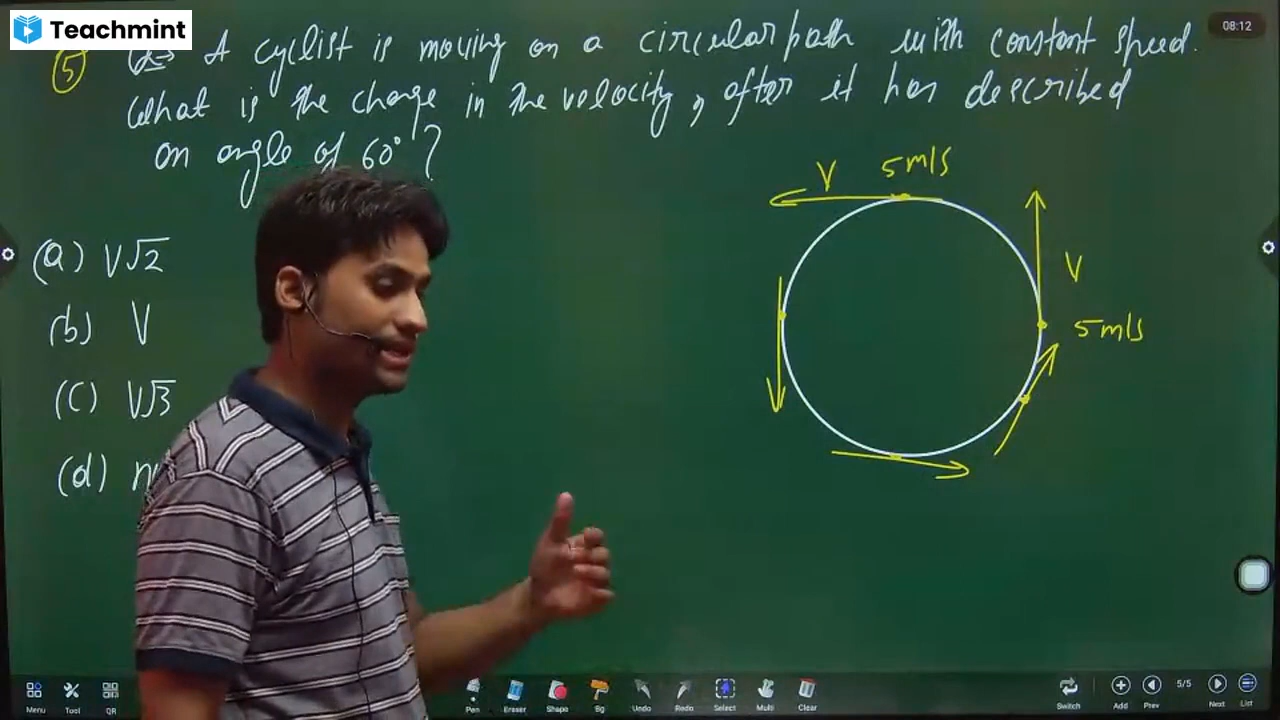 Teachmint
08:12
(5) Q⇒ A cyclist is moving on a circular path with constant speed.
What is the change in the velocity, after it has described
an angle of 60° ?
V 5m/s
(a) V√2
V
(b) V
5m/s
(c) V√3
(d)
Menu Tool QR Pen Eraser Shape Bg Undo Redo Select Multi Clear Switch Add Prev 5/5 Next List